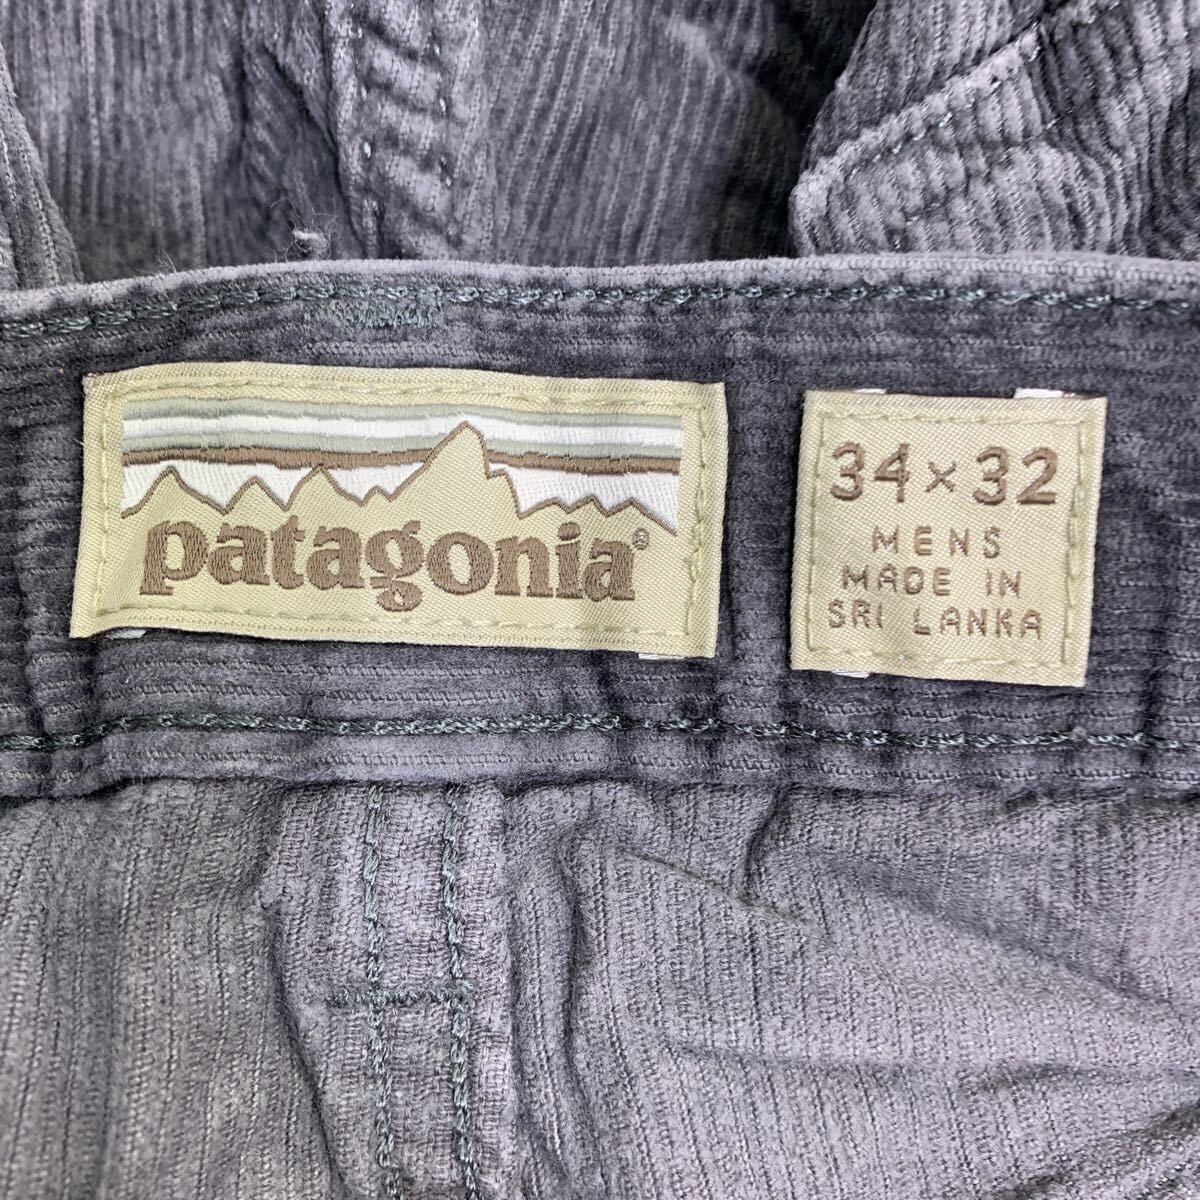 patagonia®
34×32
MENS
MADE IN
SRI LANKA